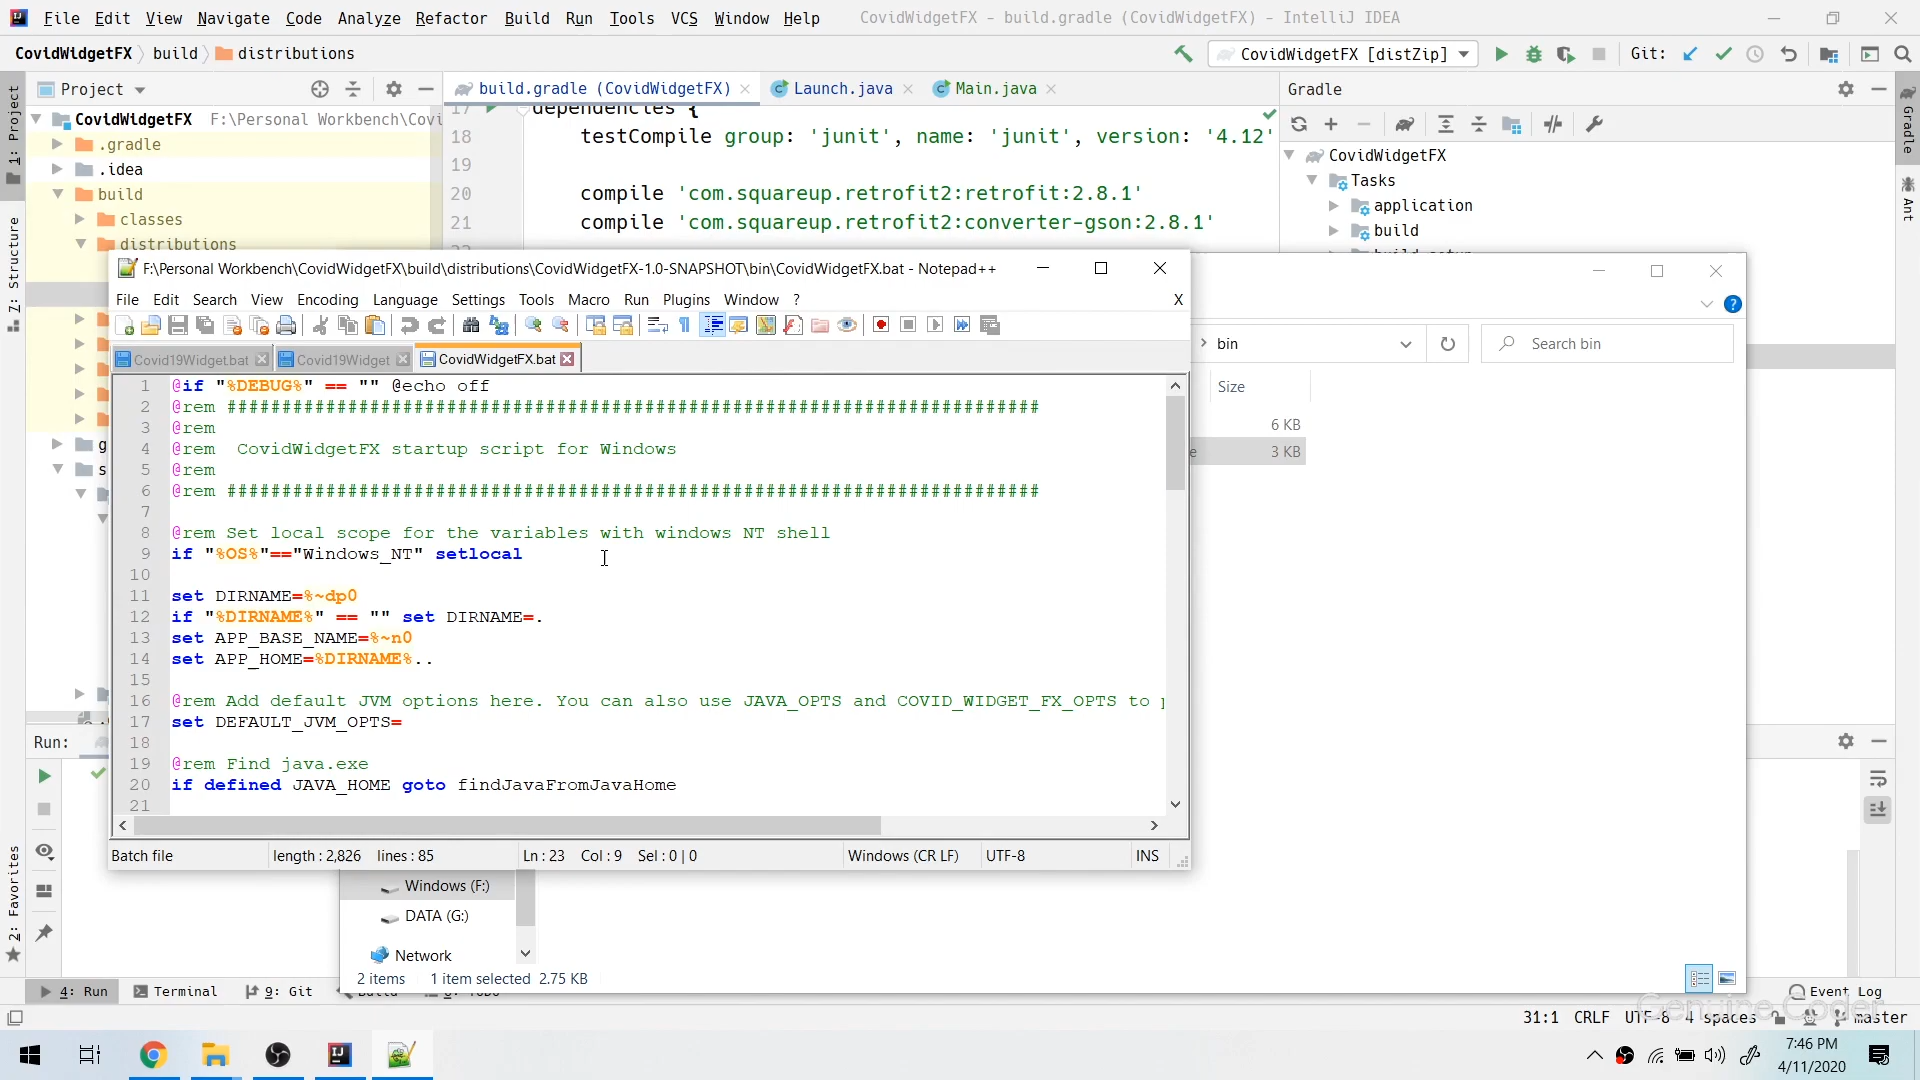 File Edit View Navigate Code Analyze Refactor Build Run Tools VCS Window Help CovidWidgetFX - build.gradle (CovidWidgetFX) - IntelliJ IDEA
CovidWidgetFX build distributions CovidWidgetFX [distZip] Git:
Project build.gradle (CovidWidgetFX) Launch.java Main.java Gradle
1: Project
7: Structure
2: Favorites
Gradle
Ant
CovidWidgetFX F:\Personal Workbench\Covi
.gradle
.idea
build
classes
distributions
17 dependencies {
18 testCompile group: 'junit', name: 'junit', version: '4.12'
19
20 compile 'com.squareup.retrofit2:retrofit:2.8.1'
21 compile 'com.squareup.retrofit2:converter-gson:2.8.1'
CovidWidgetFX
Tasks
application
build
F:\Personal Workbench\CovidWidgetFX\build\distributions\CovidWidgetFX-1.0-SNAPSHOT\bin\CovidWidgetFX.bat - Notepad++
File Edit Search View Encoding Language Settings Tools Macro Run Plugins Window ? X
Covid19Widget.bat Covid19Widget CovidWidgetFX.bat
1 @if "%DEBUG%" == "" @echo off
2 @rem ##########################################################################
3 @rem
4 @rem  CovidWidgetFX startup script for Windows
5 @rem
6 @rem ##########################################################################
7
8 @rem Set local scope for the variables with windows NT shell
9 if "%OS%"=="Windows_NT" setlocal
10
11 set DIRNAME=%~dp0
12 if "%DIRNAME%" == "" set DIRNAME=.
13 set APP_BASE_NAME=%~n0
14 set APP_HOME=%DIRNAME%..
15
16 @rem Add default JVM options here. You can also use JAVA_OPTS and COVID_WIDGET_FX_OPTS to
17 set DEFAULT_JVM_OPTS=
18
19 @rem Find java.exe
20 if defined JAVA_HOME goto findJavaFromJavaHome
21
Batch file length : 2,826 lines : 85 Ln : 23 Col : 9 Sel : 0 | 0 Windows (CR LF) UTF-8 INS
bin Search bin
Size
6 KB
3 KB
Windows (F:)
DATA (G:)
Network
2 items 1 item selected 2.75 KB
Run:
4: Run Terminal 9: Git Event Log
Genuine Coder
31:1 CRLF UTF-8 4 spaces master
7:46 PM
4/11/2020